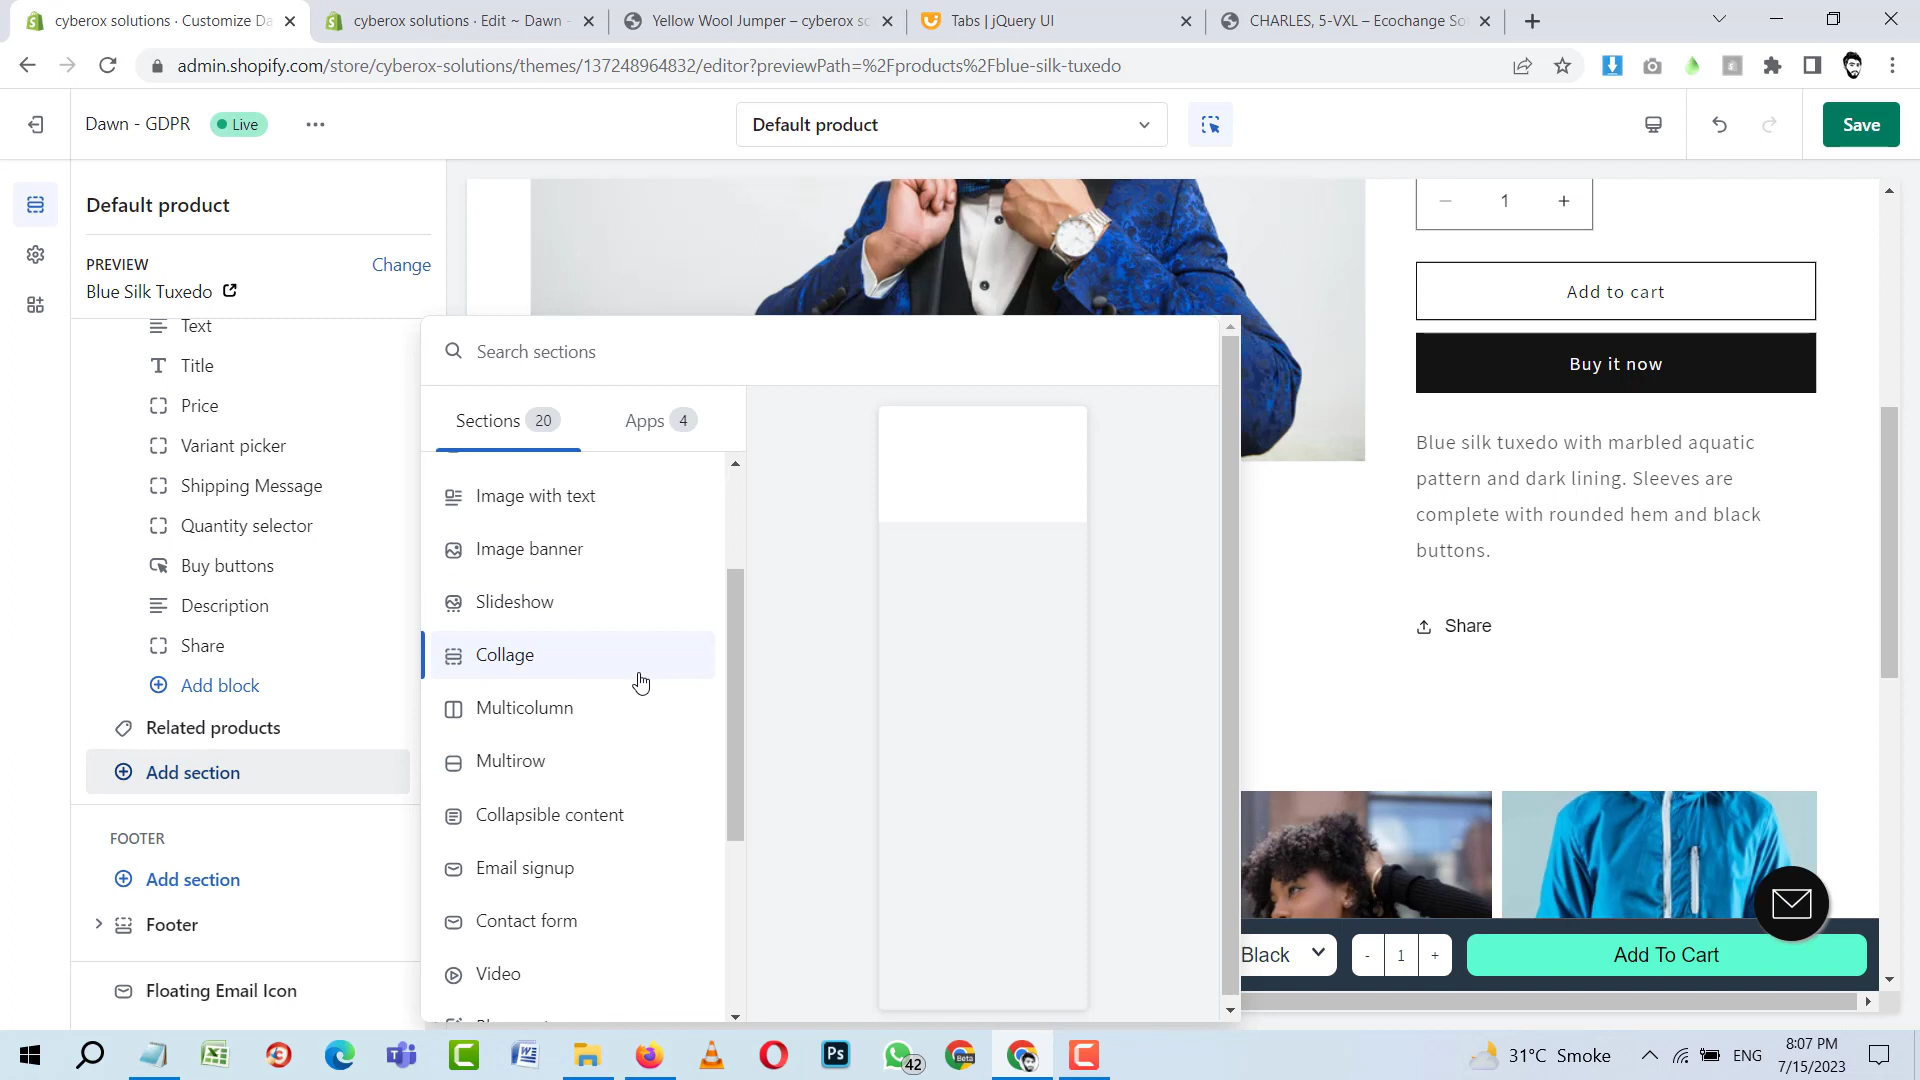 cyberox solutions · Customize Da
cyberox solutions · Edit ~ Dawn
Yellow Wool Jumper – cyberox so
Tabs | jQuery UI
CHARLES, 5-VXL – Ecochange So
admin.shopify.com/store/cyberox-solutions/themes/137248964832/editor?previewPath=%2Fproducts%2Fblue-silk-tuxedo
Dawn - GDPR
Live
Default product
Save
Default product
PREVIEW
Change
Blue Silk Tuxedo
Text
Title
Price
Variant picker
Shipping Message
Quantity selector
Buy buttons
Description
Share
Add block
Related products
Add section
FOOTER
Add section
Footer
Floating Email Icon
Search sections
Sections 20
Apps 4
Image with text
Image banner
Slideshow
Collage
Multicolumn
Multirow
Collapsible content
Email signup
Contact form
Video
1
Add to cart
Buy it now
Blue silk tuxedo with marbled aquatic
pattern and dark lining. Sleeves are
complete with rounded hem and black
buttons.
Share
Black
- 1 +
Add To Cart
Ps
42
Beta
31°C Smoke
ENG
8:07 PM
7/15/2023